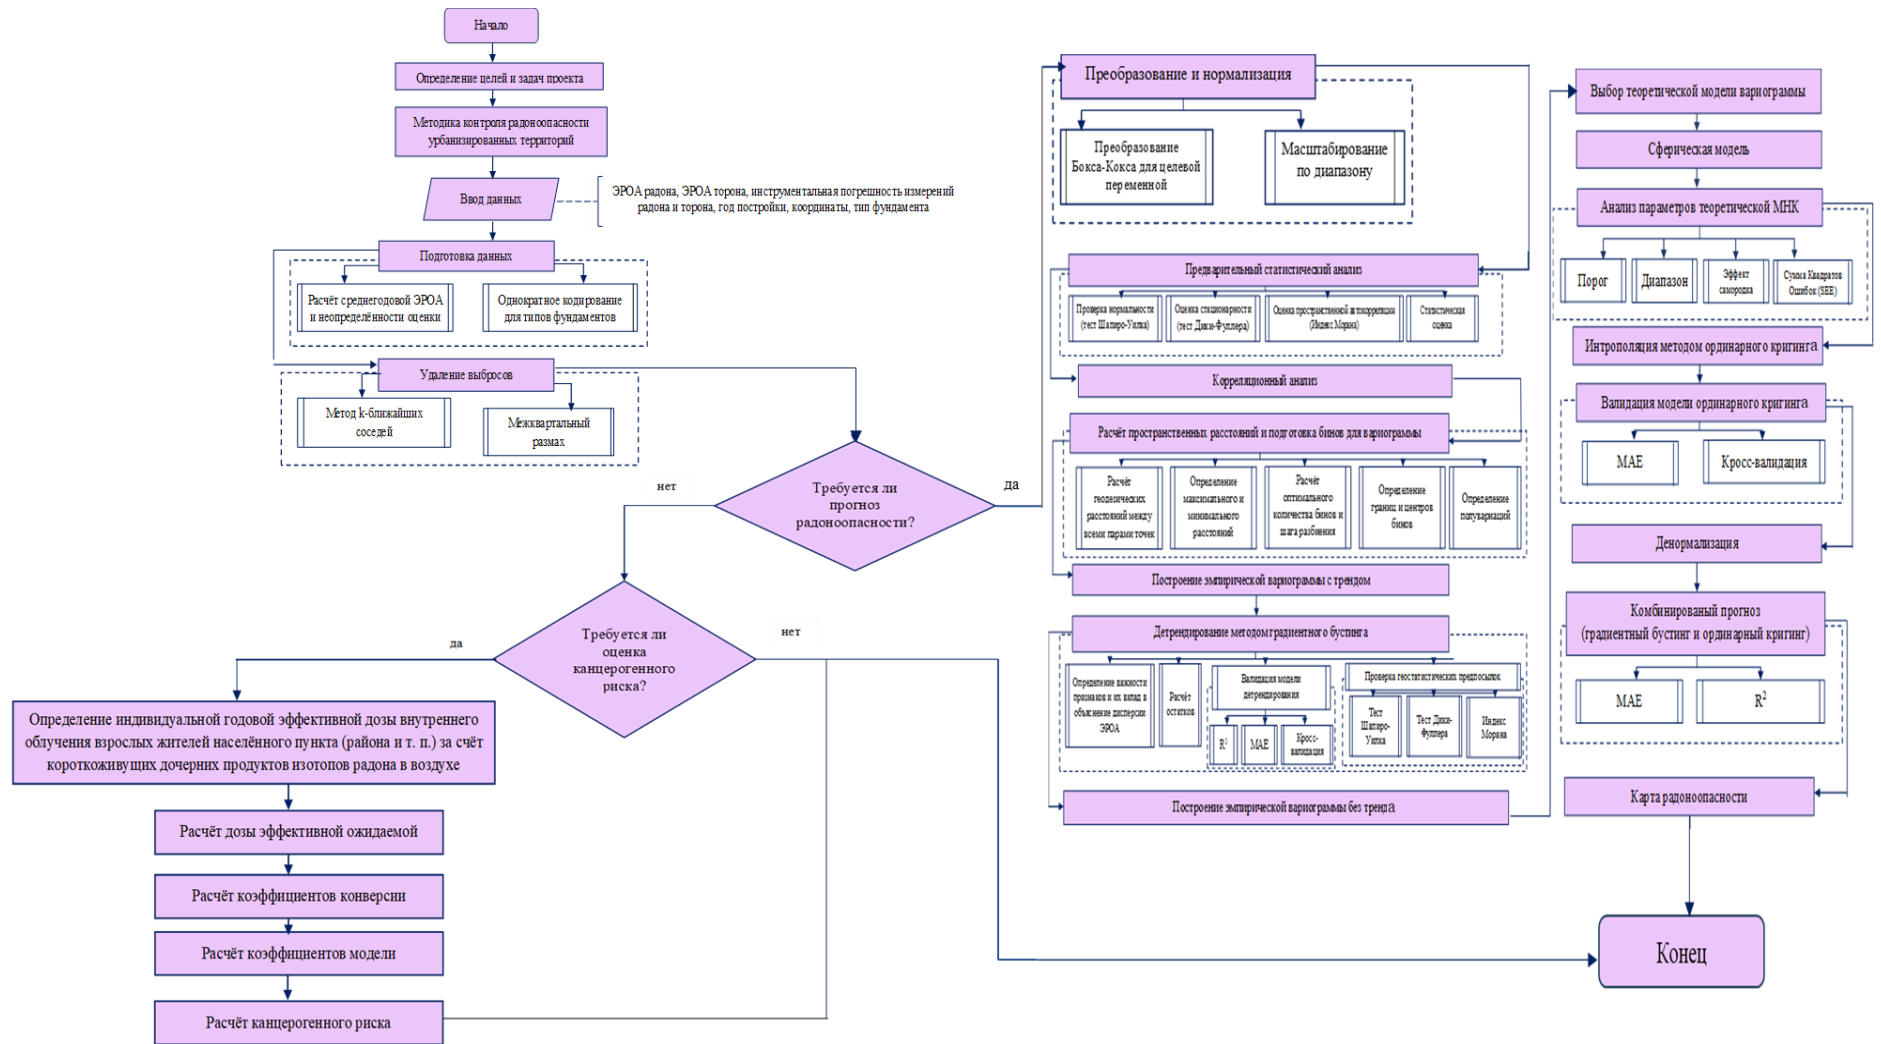 Начало
Определение целей и задач проекта
Методика контроля радоноопасности
урбанизированных территорий
Ввод данных
ЭРОА радона, ЭРОА торона, инструментальная погрешность измерений
радона и торона, год постройки, координаты, тип фундамента
Подготовка данных
Расчёт среднегодовой ЭРОА
и неопределённости оценки
Однократное кодирование
для типов фундаментов
Удаление выбросов
Метод k-ближайших
соседей
Межквартальный
размах
Требуется ли
прогноз
радоноопасности?
нет
да
Требуется ли
оценка
канцерогенного
риска?
да
нет
Определение индивидуальной годовой эффективной дозы внутреннего
облучения взрослых жителей населённого пункта (района и т. п.) за счёт
короткоживущих дочерних продуктов изотопов радона в воздухе
Расчёт дозы эффективной ожидаемой
Расчёт коэффициентов конверсии
Расчёт коэффициентов модели
Расчёт канцерогенного риска
Преобразование и нормализация
Преобразование
Бокса-Кокса для целевой
переменной
Масштабирование
по диапазону
Предварительный статистический анализ
Проверка нормальности
(тест Шапиро-Уилка)
Оценка стационарности
(тест Дики-Фуллера)
Оценка пространственной автокорреляции
(Индекс Морана)
Статистическая
оценка
Корреляционный анализ
Расчёт пространственных расстояний и подготовка бинов для вариограммы
Расчёт
геодезических
расстояний между
всеми парами точек
Определение
максимального и
минимального
расстояний
Расчёт
оптимального
количества бинов и
шага разбиения
Определение
границ и центров
бинов
Определение
полувариаций
Построение эмпирической вариограммы с трендом
Детрендирование методом градиентного бустинга
Определение важности
признаков и их вклад в
объяснение дисперсии
ЭРОА
Расчёт
остатков
Валидация модели
детрендирования
R²
MAE
Кросс-
валидация
Проверка геостатистических предпосылок
Тест
Шапиро-
Уилка
Тест Дики-
Фуллера
Индекс
Морана
Построение эмпирической вариограммы без тренда
Выбор теоретической модели вариограммы
Сферическая модель
Анализ параметров теоретической МНК
Порог
Диапазон
Эффект
самородка
Сумма Квадратов
Ошибок (SEE)
Интрополяция методом ординарного кригинга
Валидация модели ординарного кригинга
MAE
Кросс-валидация
Денормализация
Комбинированый прогноз
(градиентный бустинг и ординарный кригинг)
MAE
R²
Карта радоноопасности
Конец